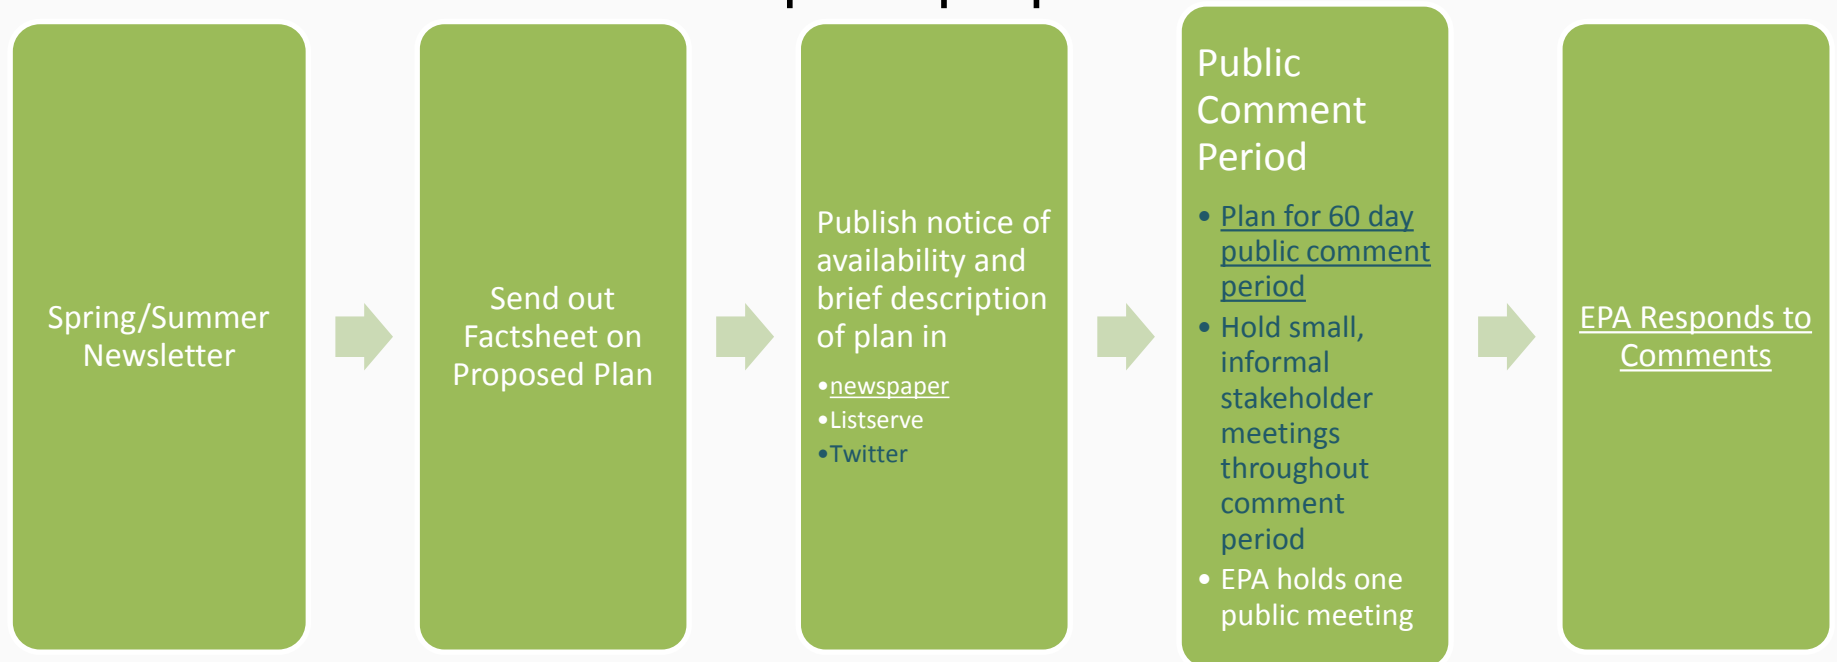 Spring/Summer
Newsletter
Send out
Factsheet on
Proposed Plan
Publish notice of
availability and
brief description
of plan in
•newspaper
•Listserve
•Twitter
Public
Comment
Period
• Plan for 60 day
public comment
period
• Hold small,
informal
stakeholder
meetings
throughout
comment
period
• EPA holds one
public meeting
EPA Responds to
Comments